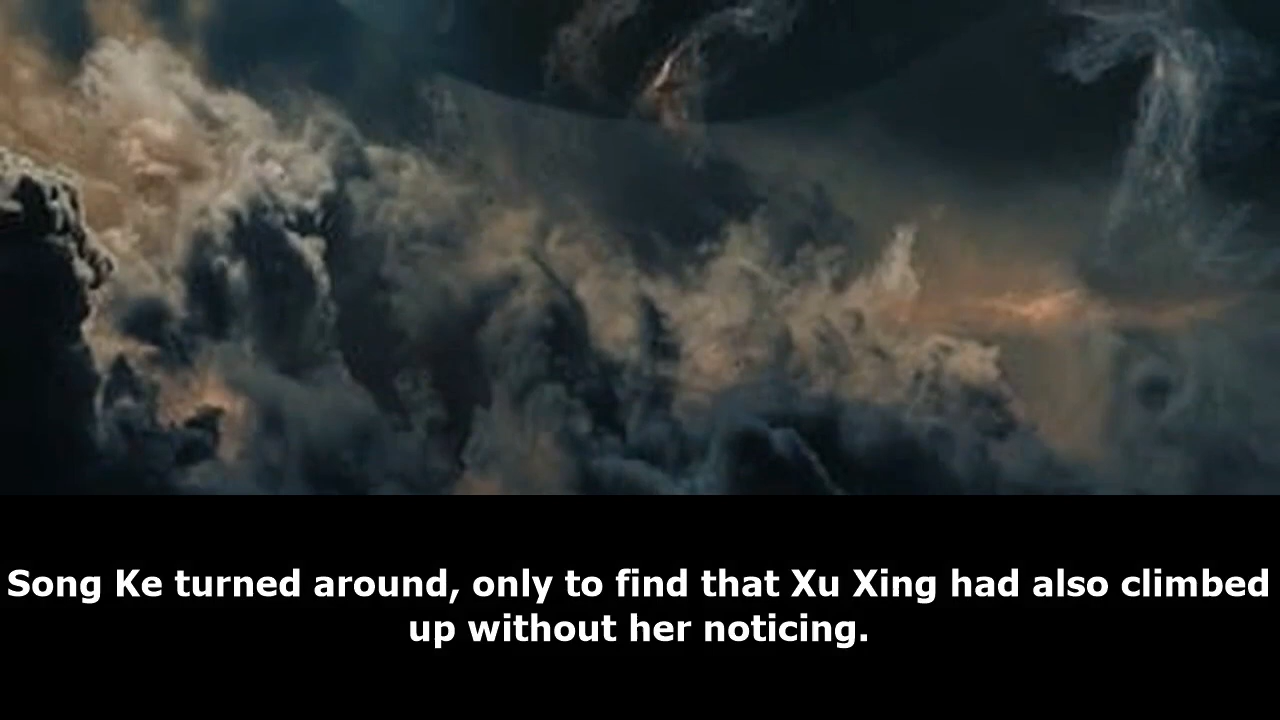 Song Ke turned around, only to find that Xu Xing had also climbed
up without her noticing.